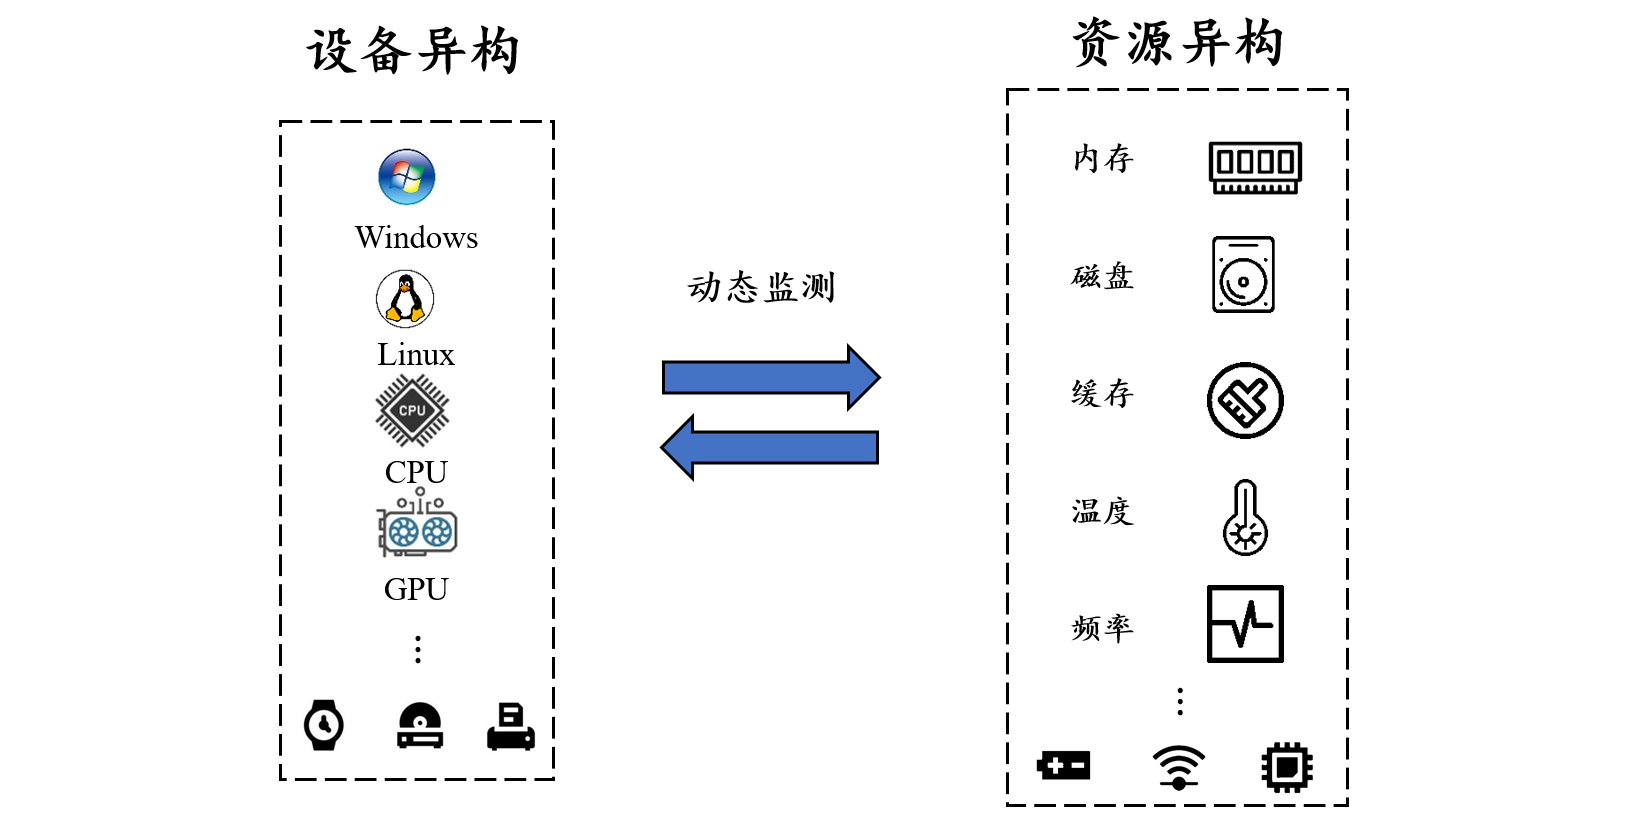 设备异构
Windows
Linux
CPU
CPU
GPU
⋮
动态监测
资源异构
内存
磁盘
缓存
温度
频率
⋮